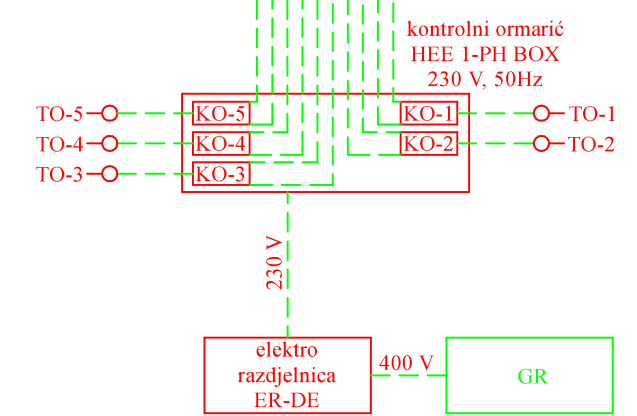 kontrolni ormarić
HEE 1-PH BOX
230 V, 50Hz
TO-5
KO-5
KO-1
TO-1
TO-4
KO-4
KO-2
TO-2
TO-3
KO-3
230 V
elektro
razdjelnica
ER-DE
400 V
GR